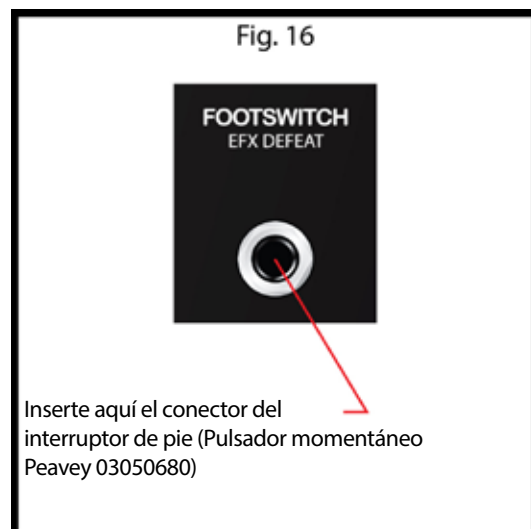 Fig. 16
FOOTSWITCH
EFX DEFEAT
Inserte aquí el conector del
interruptor de pie (Pulsador momentáneo
Peavey 03050680)